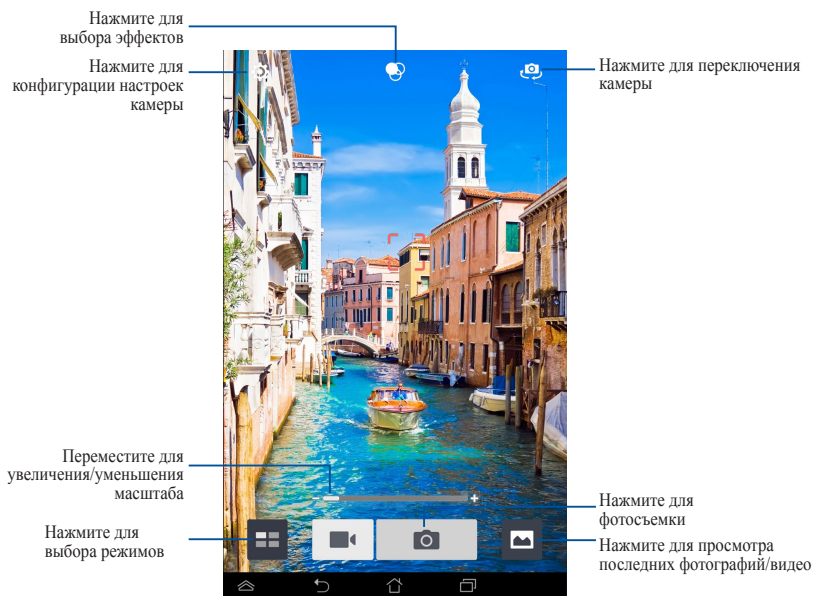 Нажмите для
выбора эффектов
Нажмите для
конфигурации настроек
камеры
Нажмите для переключения
камеры
Переместите для
увеличения/уменьшения
масштаба
Нажмите для
выбора режимов
Нажмите для
фотосъемки
Нажмите для просмотра
последних фотографий/видео